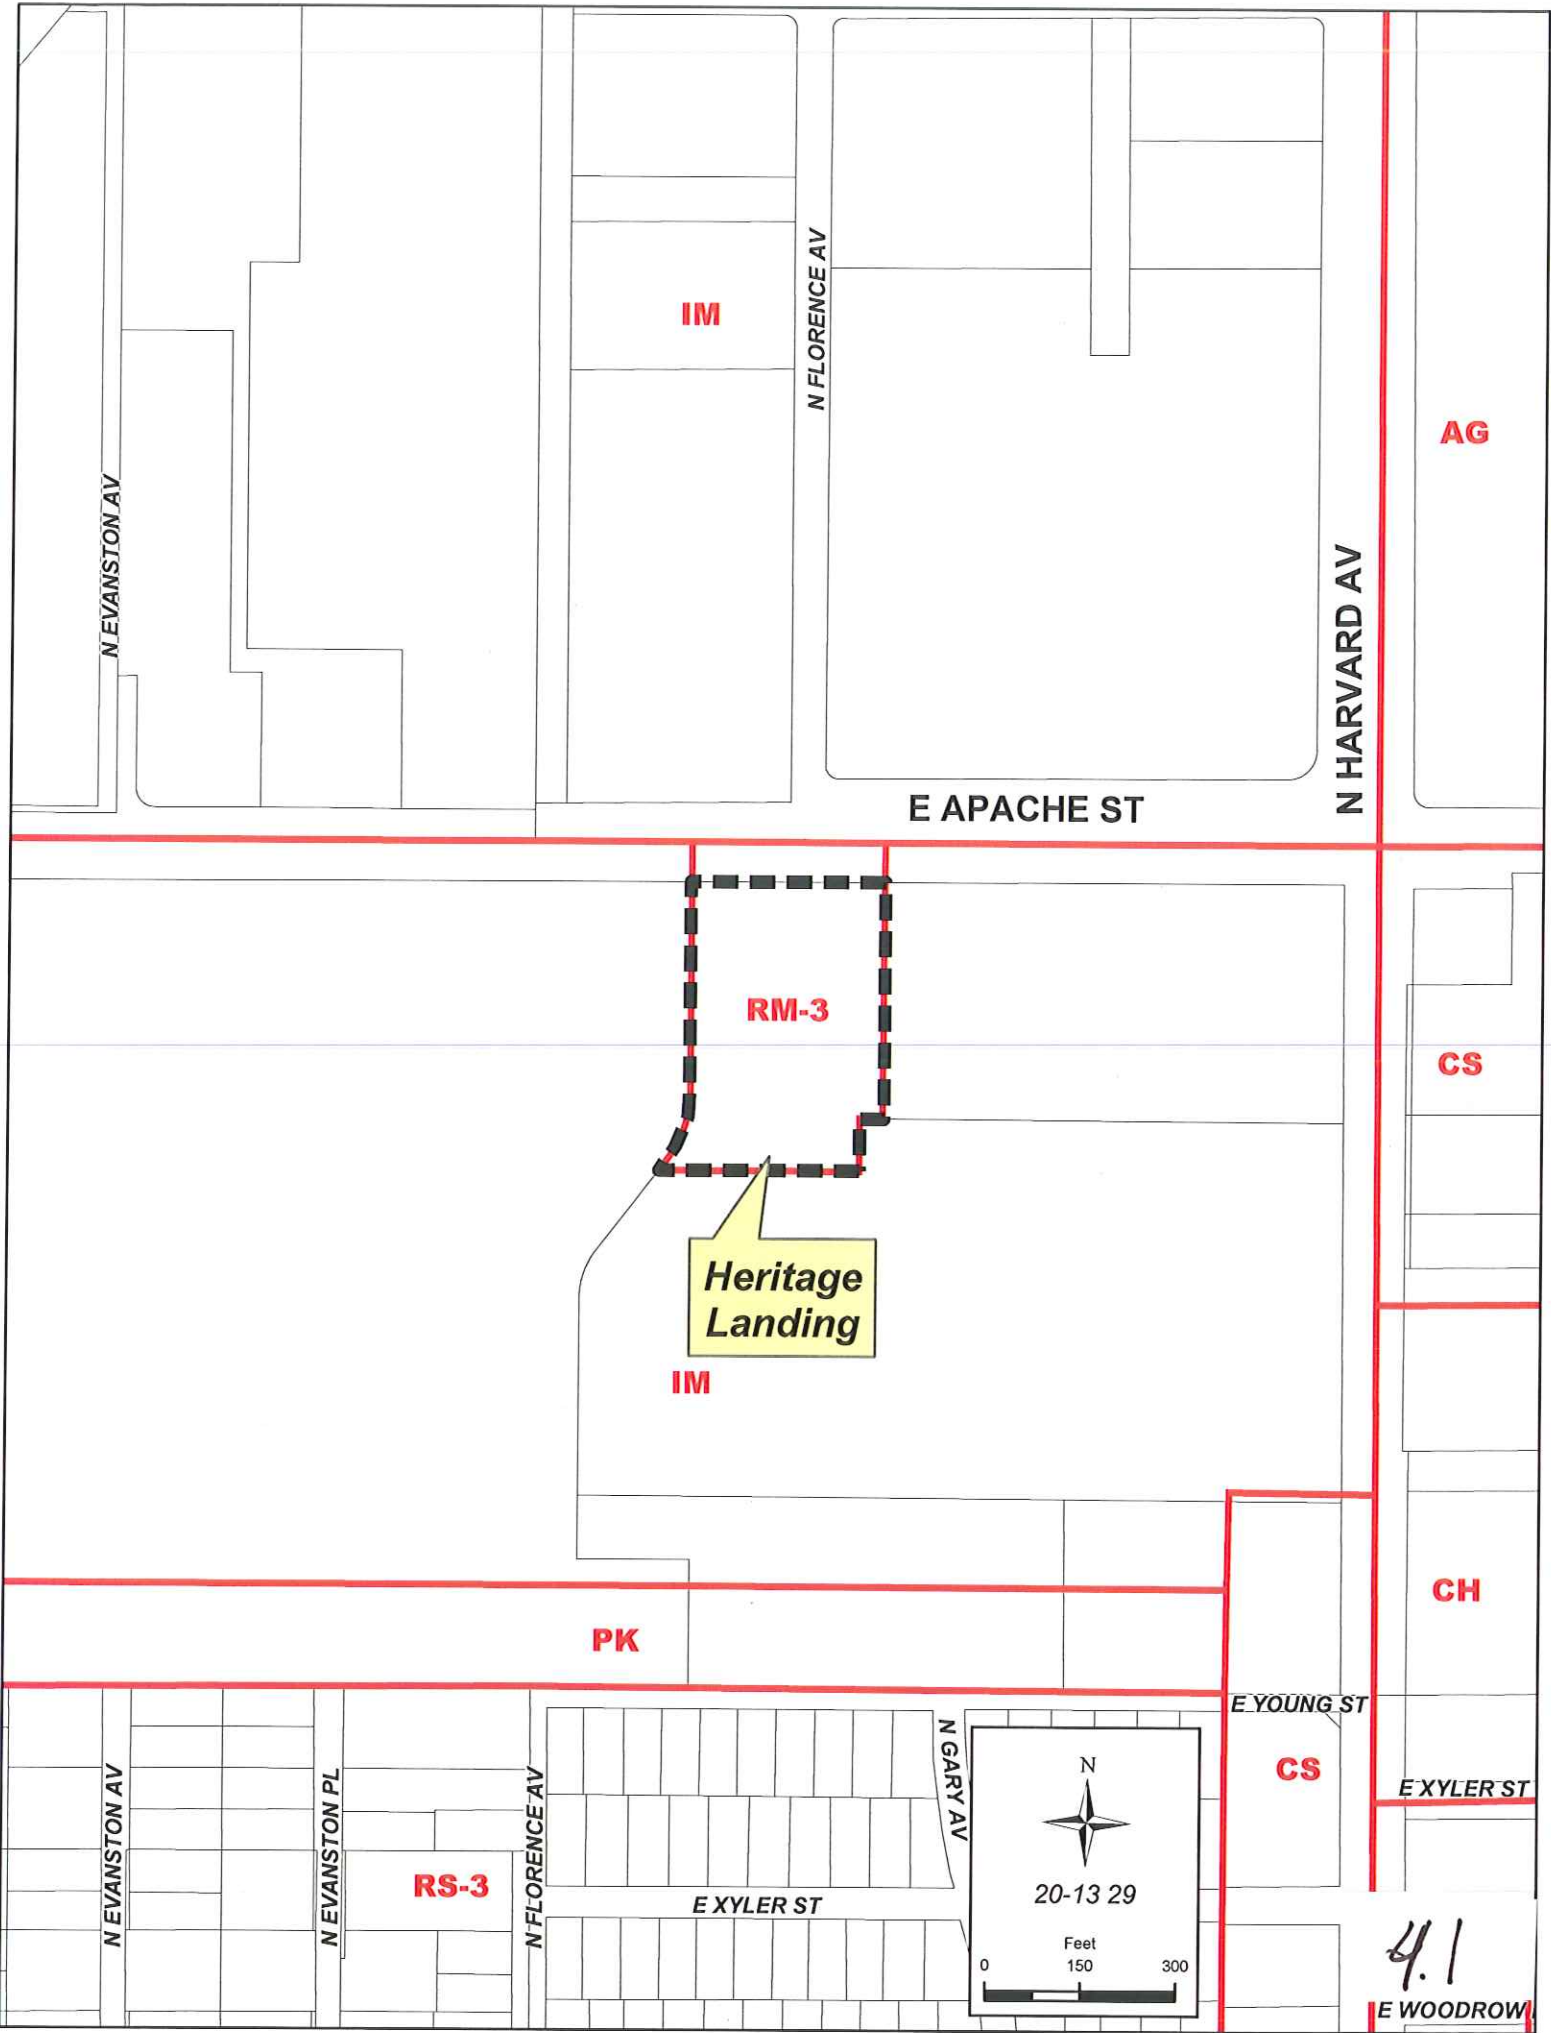 IM
N FLORENCE AV
AG
N EVANSTON AV
N HARVARD AV
E APACHE ST
RM-3
CS
Heritage
Landing
IM
CH
PK
E YOUNG ST
N GARY AV
CS
E XYLER ST
N EVANSTON AV
N EVANSTON PL
N FLORENCE AV
RS-3
E XYLER ST
N
20-13 29
Feet
0 150 300
4.1
E WOODROW